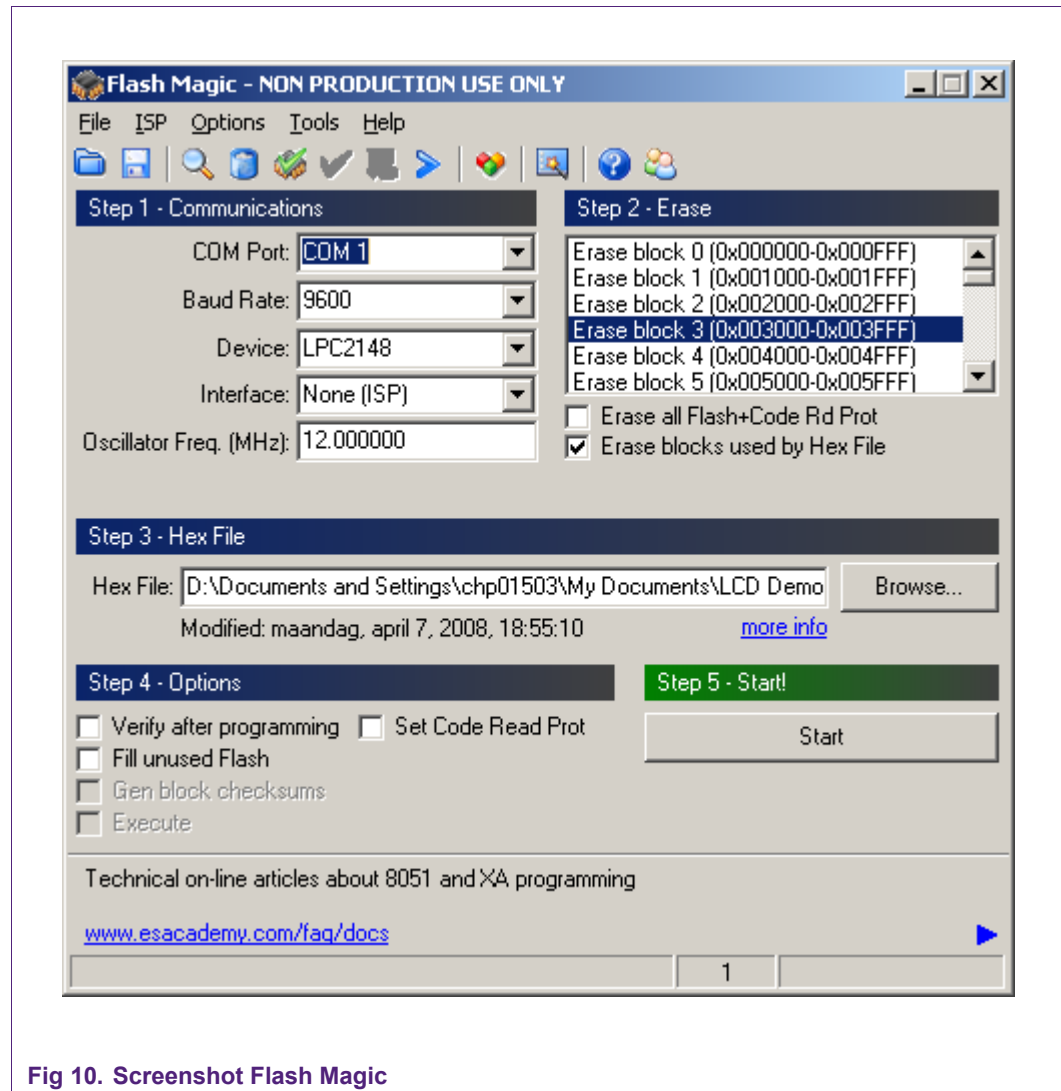 Flash Magic - NON PRODUCTION USE ONLY
File ISP Options Tools Help
Step 1 - Communications
COM Port: COM 1
Baud Rate: 9600
Device: LPC2148
Interface: None (ISP)
Oscillator Freq. (MHz): 12.000000
Step 2 - Erase
Erase block 0 (0x000000-0x000FFF)
Erase block 1 (0x001000-0x001FFF)
Erase block 2 (0x002000-0x002FFF)
Erase block 3 (0x003000-0x003FFF)
Erase block 4 (0x004000-0x004FFF)
Erase block 5 (0x005000-0x005FFF)
Erase all Flash+Code Rd Prot
Erase blocks used by Hex File
Step 3 - Hex File
Hex File: D:\Documents and Settings\chp01503\My Documents\LCD Demo Browse...
Modified: maandag, april 7, 2008, 18:55:10 more info
Step 4 - Options
Verify after programming Set Code Read Prot
Fill unused Flash
Gen block checksums
Execute
Step 5 - Start!
Start
Technical on-line articles about 8051 and XA programming
www.esacademy.com/faq/docs
1
Fig 10. Screenshot Flash Magic